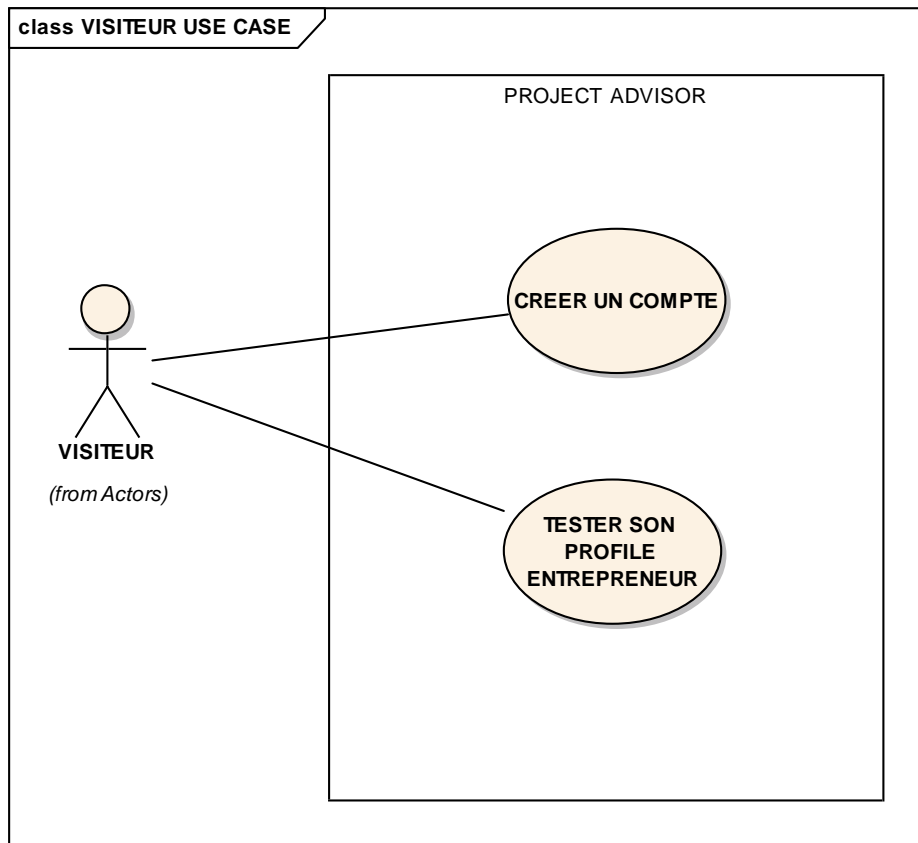 class VISITEUR USE CASE
PROJECT ADVISOR
CREER UN COMPTE
VISITEUR
(from Actors)
TESTER SON
PROFILE
ENTREPRENEUR